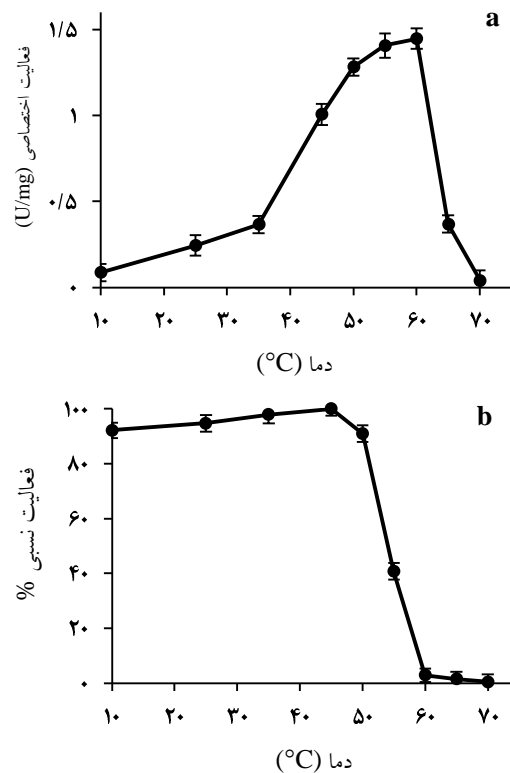 a
فعالیت اختصاصی (U/mg)
۱/۵
۱
۰/۵
۰
۱۰ ۲۰ ۳۰ ۴۰ ۵۰ ۶۰ ۷۰
دما (°C)
b
فعالیت نسبی %
۱۰۰
۸۰
۶۰
۴۰
۲۰
۰
۱۰ ۲۰ ۳۰ ۴۰ ۵۰ ۶۰ ۷۰
دما (°C)